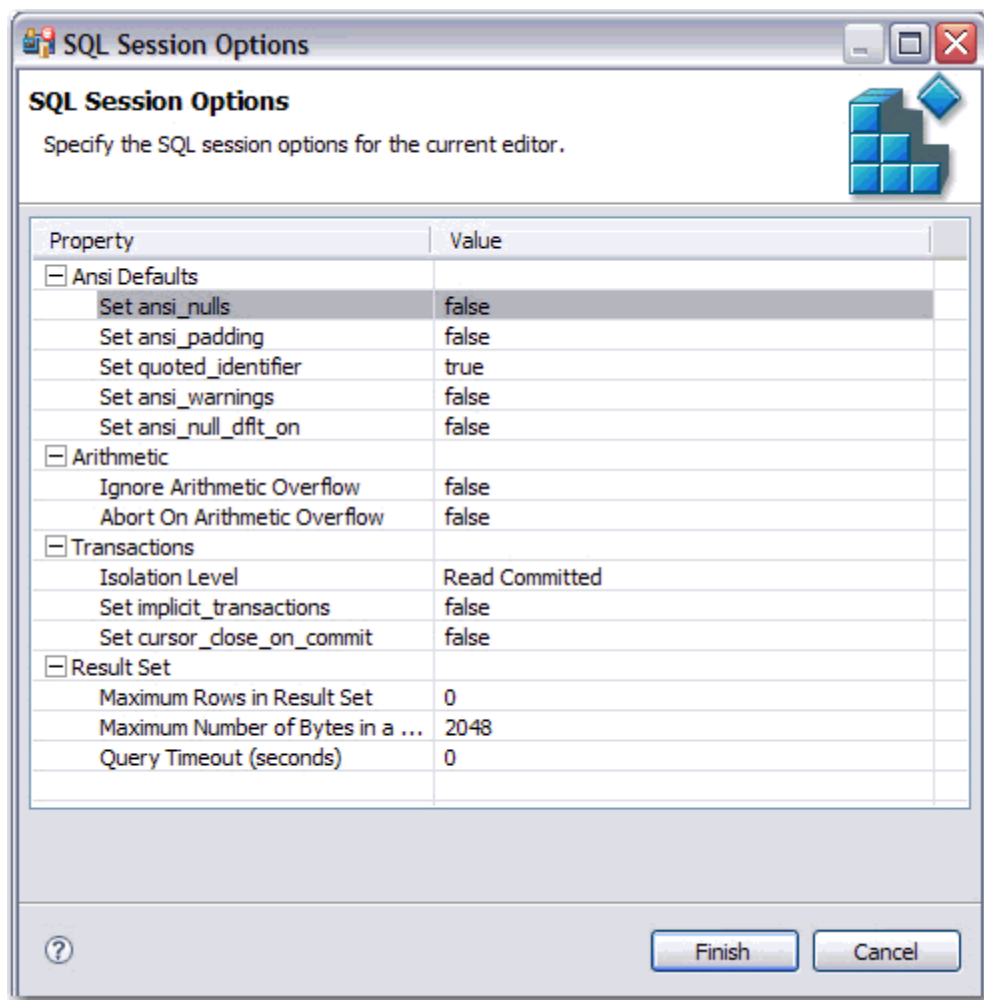 SQL Session Options
SQL Session Options
Specify the SQL session options for the current editor.
Property Value
Ansi Defaults
Set ansi_nulls false
Set ansi_padding false
Set quoted_identifier true
Set ansi_warnings false
Set ansi_null_dflt_on false
Arithmetic
Ignore Arithmetic Overflow false
Abort On Arithmetic Overflow false
Transactions
Isolation Level Read Committed
Set implicit_transactions false
Set cursor_close_on_commit false
Result Set
Maximum Rows in Result Set 0
Maximum Number of Bytes in a ... 2048
Query Timeout (seconds) 0
? Finish Cancel